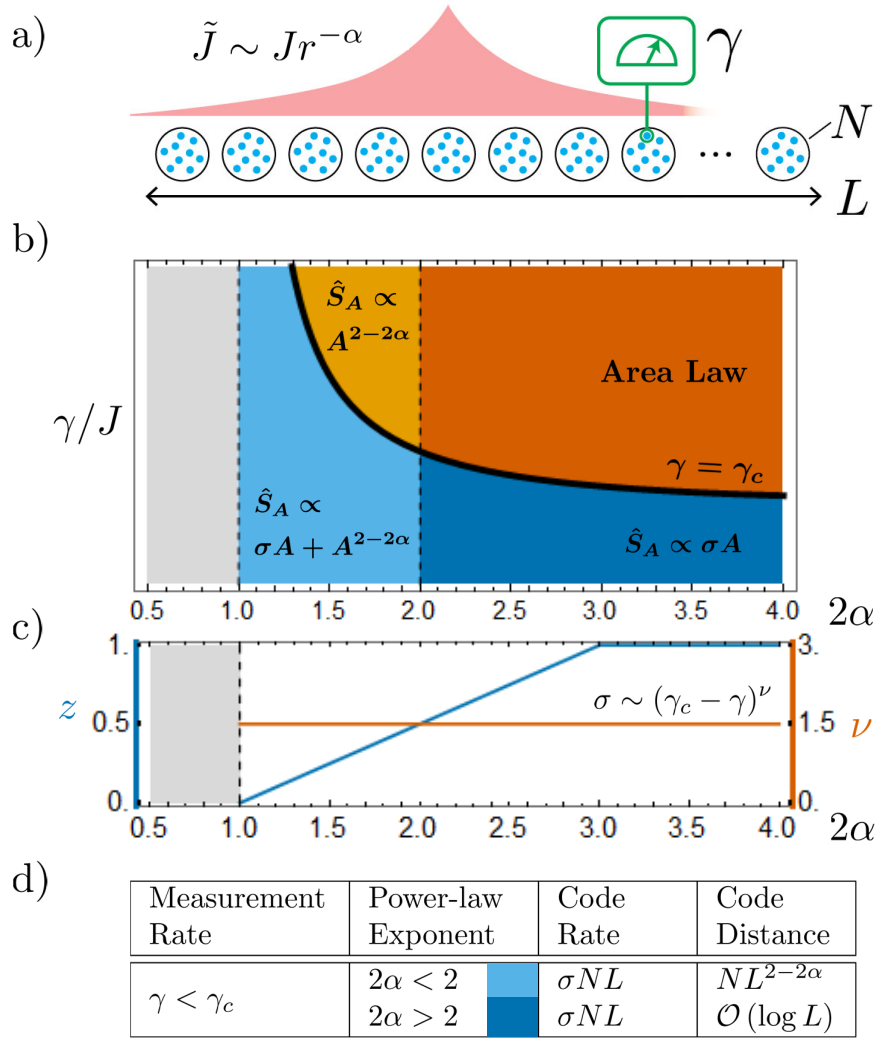 a)
J̃ ∼ Jr^{−α}
γ
N
...
L
b)
Ŝ_A ∝
A^{2−2α}
Area Law
γ/J
γ = γ_c
Ŝ_A ∝
σA + A^{2−2α}
Ŝ_A ∝ σA
0.5 1.0 1.5 2.0 2.5 3.0 3.5 4.0 2α
c)
1. 3.
z 0.5 σ ∼ (γ_c − γ)^ν 1.5 ν
0. 0.
0.5 1.0 1.5 2.0 2.5 3.0 3.5 4.0 2α
d)
Measurement Power-law Code Code
Rate Exponent Rate Distance
γ < γ_c
2α < 2 σNL NL^{2−2α}
2α > 2 σNL O (log L)